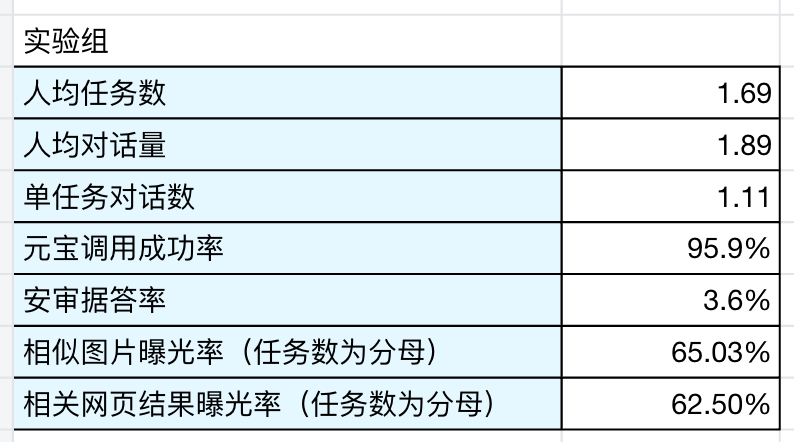 实验组
人均任务数 1.69
人均对话量 1.89
单任务对话数 1.11
元宝调用成功率 95.9%
安审据答率 3.6%
相似图片曝光率（任务数为分母） 65.03%
相关网页结果曝光率（任务数为分母） 62.50%